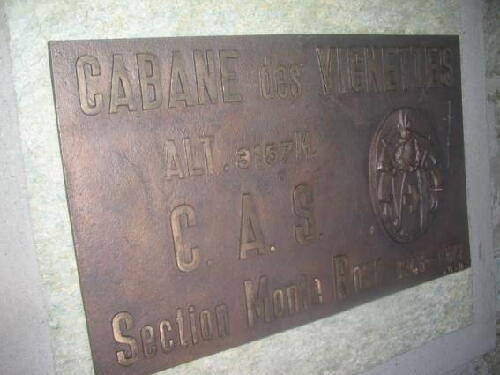 CABANE des VIGNETTES
ALT. 3157 M.
C. A. S.
Section Monte Rosa